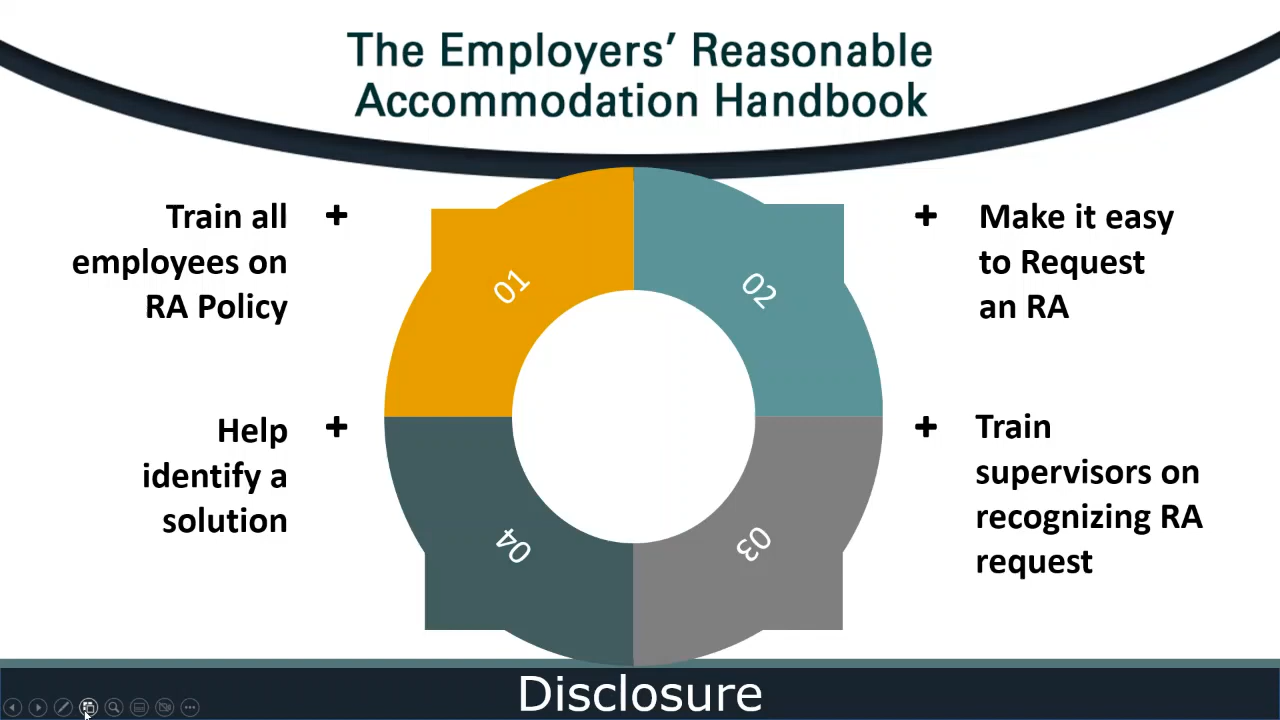 The Employers’ Reasonable
Accommodation Handbook
Train all
employees on
RA Policy
+
01
02
+
Make it easy
to Request
an RA
Help
identify a
solution
+
04
03
+
Train
supervisors on
recognizing RA
request
Disclosure